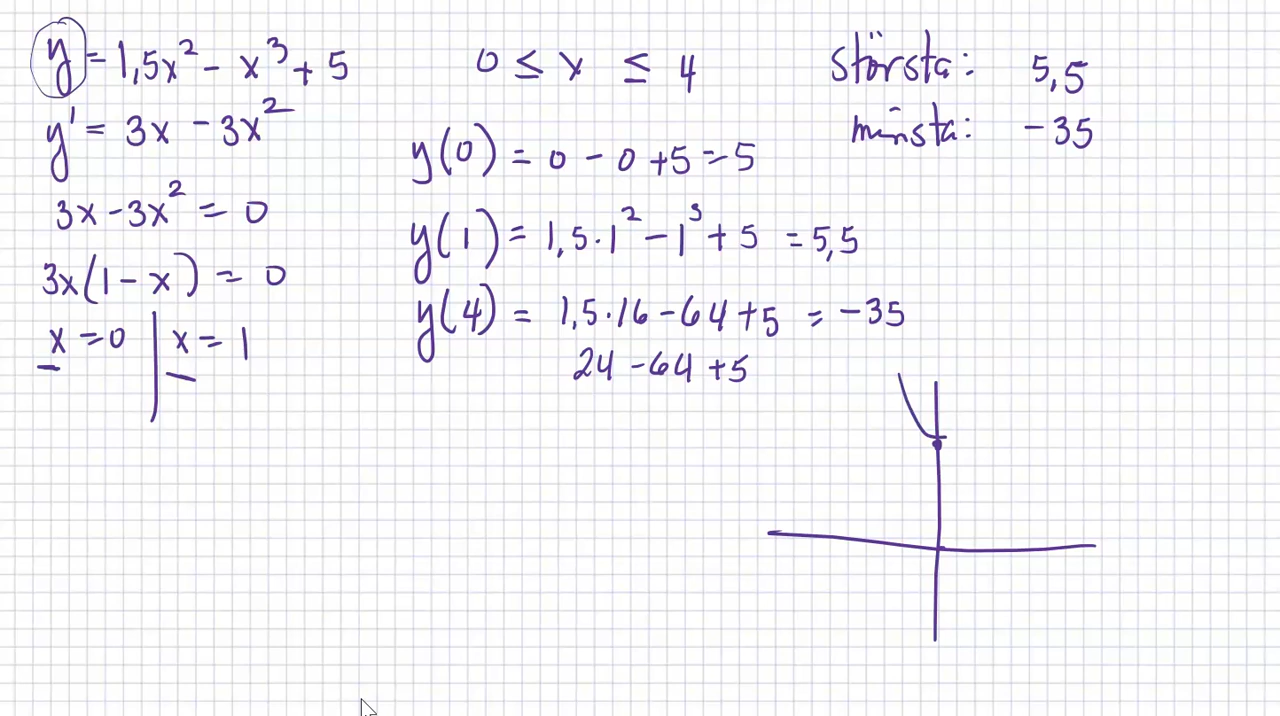 y = 1,5x² - x³ + 5
y' = 3x - 3x²
3x - 3x² = 0
3x(1 - x) = 0
x = 0 | x = 1
0 ≤ x ≤ 4
y(0) = 0 - 0 + 5 = 5
y(1) = 1,5·1² - 1³ + 5 = 5,5
y(4) = 1,5·16 - 64 + 5 = -35
24 - 64 + 5
största: 5,5
minsta: -35